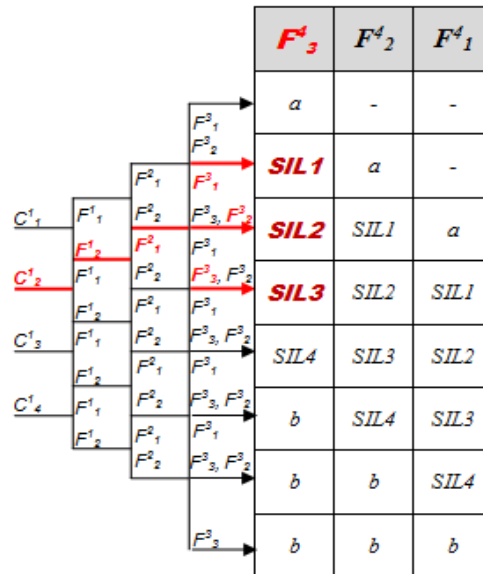 F⁴₃ F⁴₂ F⁴₁
a - -
F³₁
F³₂
SIL1 a -
F²₁ F³₁
C¹₁ F¹₁ F²₂ F³₃, F³₂ SIL2 SIL1 a
F¹₂ F²₁ F³₁
C¹₂ F¹₁ F²₂ F³₃, F³₂ SIL3 SIL2 SIL1
F¹₂ F²₁ F³₁
C¹₃ F¹₁ F²₂ F³₃, F³₂ SIL4 SIL3 SIL2
F¹₂ F²₁ F³₁
C¹₄ F¹₁ F²₂ F³₃, F³₂ b SIL4 SIL3
F¹₂ F²₁ F³₁
F²₂ F³₃, F³₂ b b SIL4
F³₃ b b b